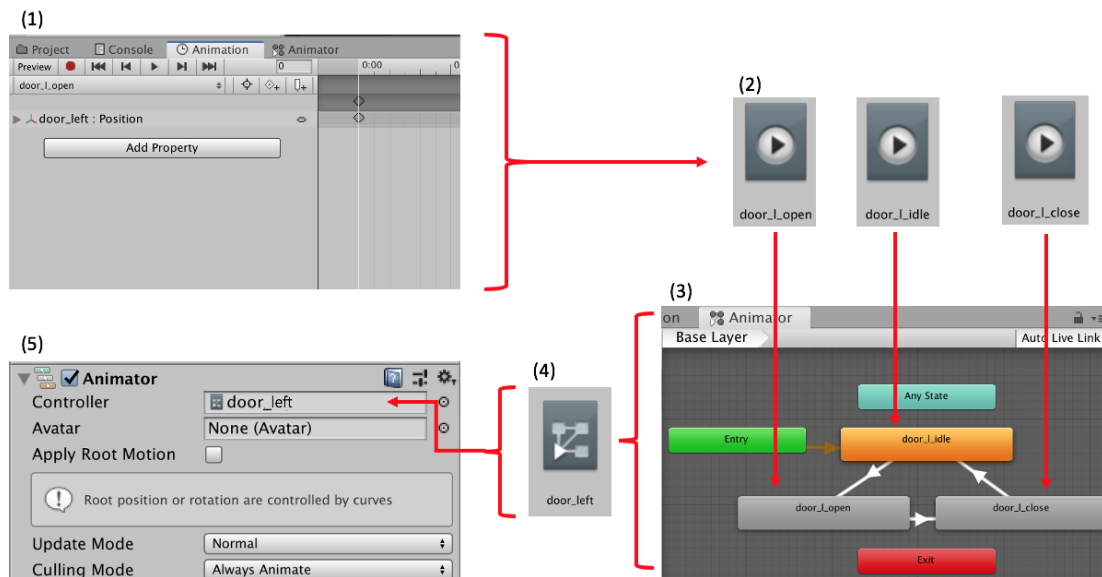 (1)
Project Console Animation Animator
Preview 0 0:00 0
door_l_open
door_left : Position
Add Property
(2)
door_l_open door_l_idle door_l_close
(3)
on Animator
Base Layer Auto Live Link
Any State
Entry door_l_idle
door_l_open door_l_close
Exit
(4)
door_left
(5)
Animator
Controller door_left
Avatar None (Avatar)
Apply Root Motion
Root position or rotation are controlled by curves
Update Mode Normal
Culling Mode Always Animate